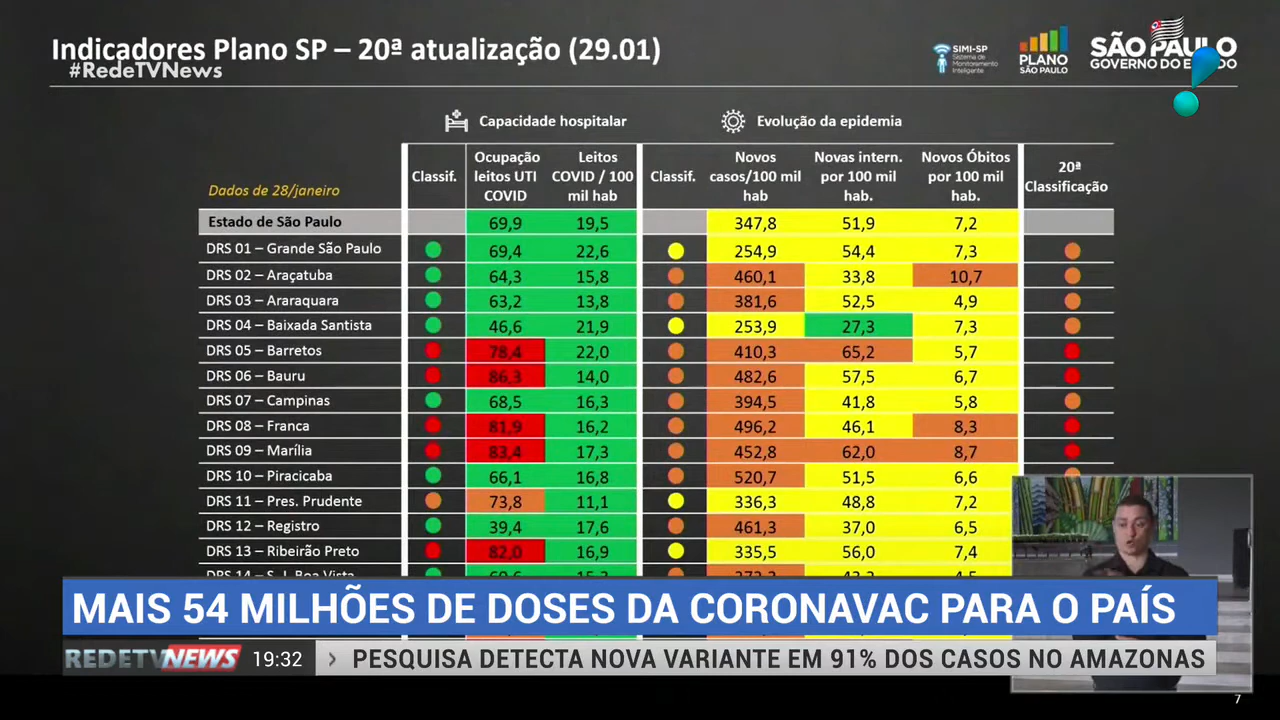 Indicadores Plano SP – 20ª atualização (29.01)
#RedeTVNews
SIMI-SP
Sistema de
Monitoramento
Inteligente
PLANO
SÃO PAULO
SÃO PAULO
GOVERNO DO ESTADO
Capacidade hospitalar
Evolução da epidemia
Dados de 28/janeiro
Classif.
Ocupação
leitos UTI
COVID
Leitos
COVID / 100
mil hab
Classif.
Novos
casos/100 mil
hab
Novas intern.
por 100 mil
hab.
Novos Óbitos
por 100 mil
hab.
20ª
Classificação
Estado de São Paulo 69,9 19,5 347,8 51,9 7,2
DRS 01 – Grande São Paulo 69,4 22,6 254,9 54,4 7,3
DRS 02 – Araçatuba 64,3 15,8 460,1 33,8 10,7
DRS 03 – Araraquara 63,2 13,8 381,6 52,5 4,9
DRS 04 – Baixada Santista 46,6 21,9 253,9 27,3 7,3
DRS 05 – Barretos 78,4 22,0 410,3 65,2 5,7
DRS 06 – Bauru 86,3 14,0 482,6 57,5 6,7
DRS 07 – Campinas 68,5 16,3 394,5 41,8 5,8
DRS 08 – Franca 81,9 16,2 496,2 46,1 8,3
DRS 09 – Marília 83,4 17,3 452,8 62,0 8,7
DRS 10 – Piracicaba 66,1 16,8 520,7 51,5 6,6
DRS 11 – Pres. Prudente 73,8 11,1 336,3 48,8 7,2
DRS 12 – Registro 39,4 17,6 461,3 37,0 6,5
DRS 13 – Ribeirão Preto 82,0 16,9 335,5 56,0 7,4
DRS 14 – S. J. Boa Vista
MAIS 54 MILHÕES DE DOSES DA CORONAVAC PARA O PAÍS
REDETV NEWS 19:32 › PESQUISA DETECTA NOVA VARIANTE EM 91% DOS CASOS NO AMAZONAS
7